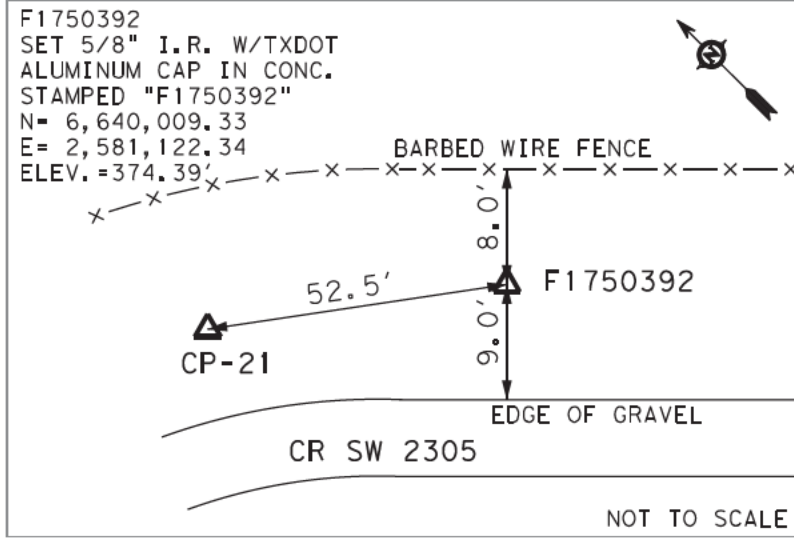 F1750392
SET 5/8" I.R. W/TXDOT
ALUMINUM CAP IN CONC.
STAMPED "F1750392"
N= 6,640,009.33
E= 2,581,122.34
ELEV.=374.39'
N
BARBED WIRE FENCE
8.0'
F1750392
52.5'
9.0'
CP-21
EDGE OF GRAVEL
CR SW 2305
NOT TO SCALE